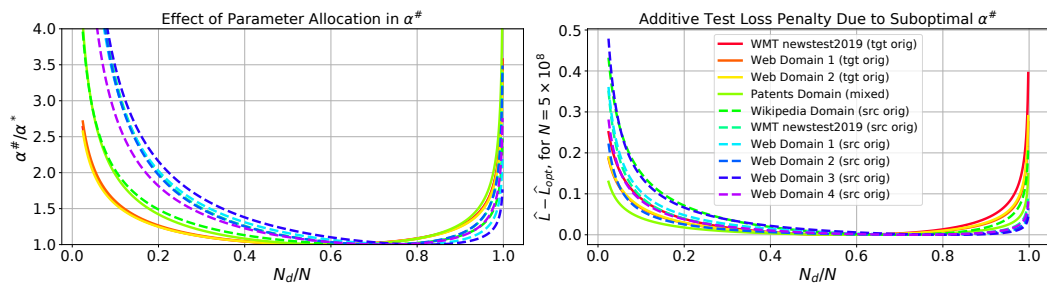 Effect of Parameter Allocation in α#
α#/α*
4.0
3.5
3.0
2.5
2.0
1.5
1.0
0.0
0.2
0.4
0.6
0.8
1.0
N_d/N
Additive Test Loss Penalty Due to Suboptimal α#
L̂ − L̂_opt, for N = 5 × 10^8
0.5
0.4
0.3
0.2
0.1
0.0
WMT newstest2019 (tgt orig)
Web Domain 1 (tgt orig)
Web Domain 2 (tgt orig)
Patents Domain (mixed)
Wikipedia Domain (src orig)
WMT newstest2019 (src orig)
Web Domain 1 (src orig)
Web Domain 2 (src orig)
Web Domain 3 (src orig)
Web Domain 4 (src orig)
0.0
0.2
0.4
0.6
0.8
1.0
N_d/N